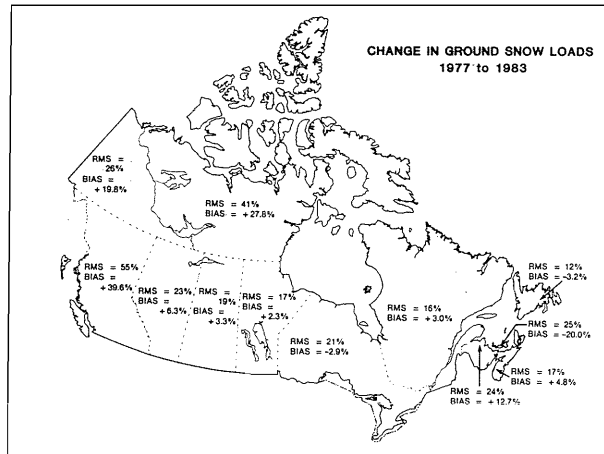 CHANGE IN GROUND SNOW LOADS
1977 to 1983
RMS =
26%
BIAS =
+19.8%
RMS = 41%
BIAS = +27.8%
RMS = 55%
BIAS =
+39.6%
RMS = 23%
BIAS =
+6.3%
RMS =
19%
BIAS =
+3.3%
RMS = 17%
BIAS =
+2.3%
RMS = 21%
BIAS = -2.9%
RMS = 16%
BIAS = +3.0%
RMS = 12%
BIAS = -3.2%
RMS = 25%
BIAS = -20.0%
RMS = 17%
BIAS = +4.8%
RMS = 24%
BIAS = +12.7%